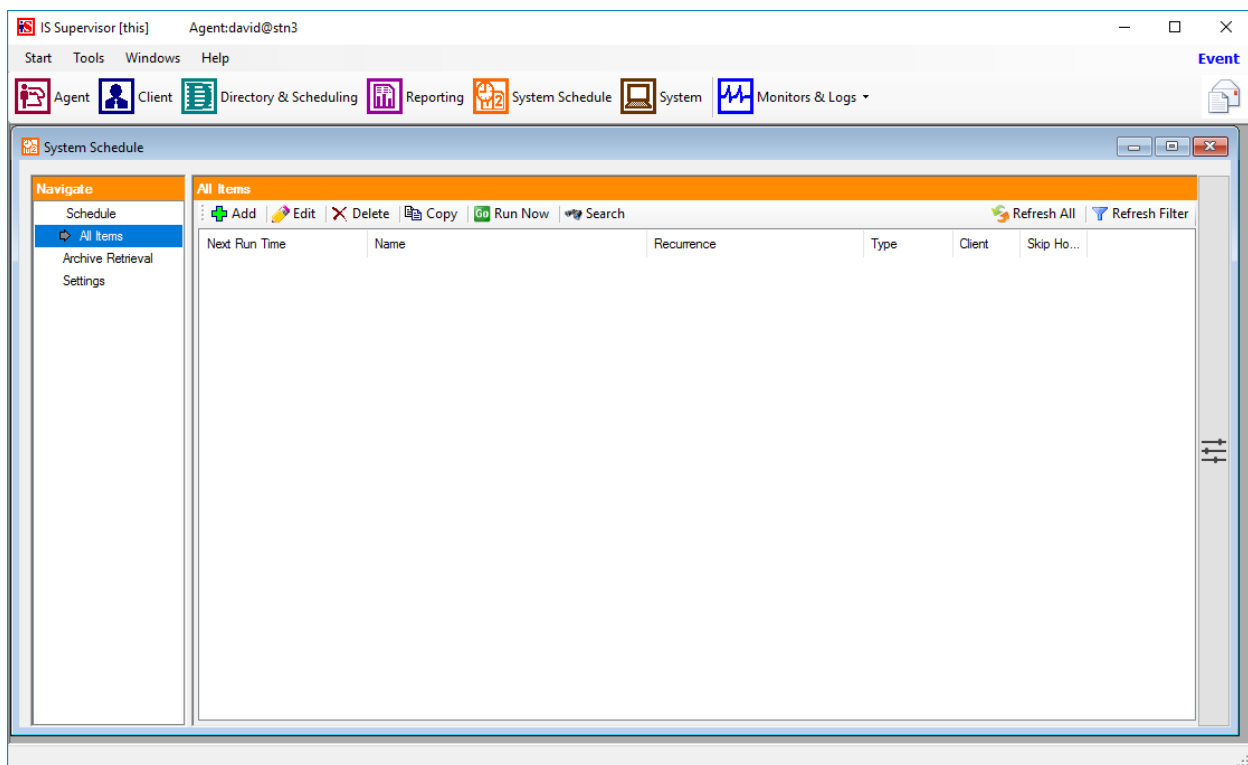 IS Supervisor [this] Agent:david@stn3
Start Tools Windows Help Event
Agent Client Directory & Scheduling Reporting System Schedule System Monitors & Logs
System Schedule
Navigate
Schedule
All Items
Archive Retrieval
Settings
All Items
Add Edit Delete Copy Go Run Now Search Refresh All Refresh Filter
Next Run Time Name Recurrence Type Client Skip Ho...